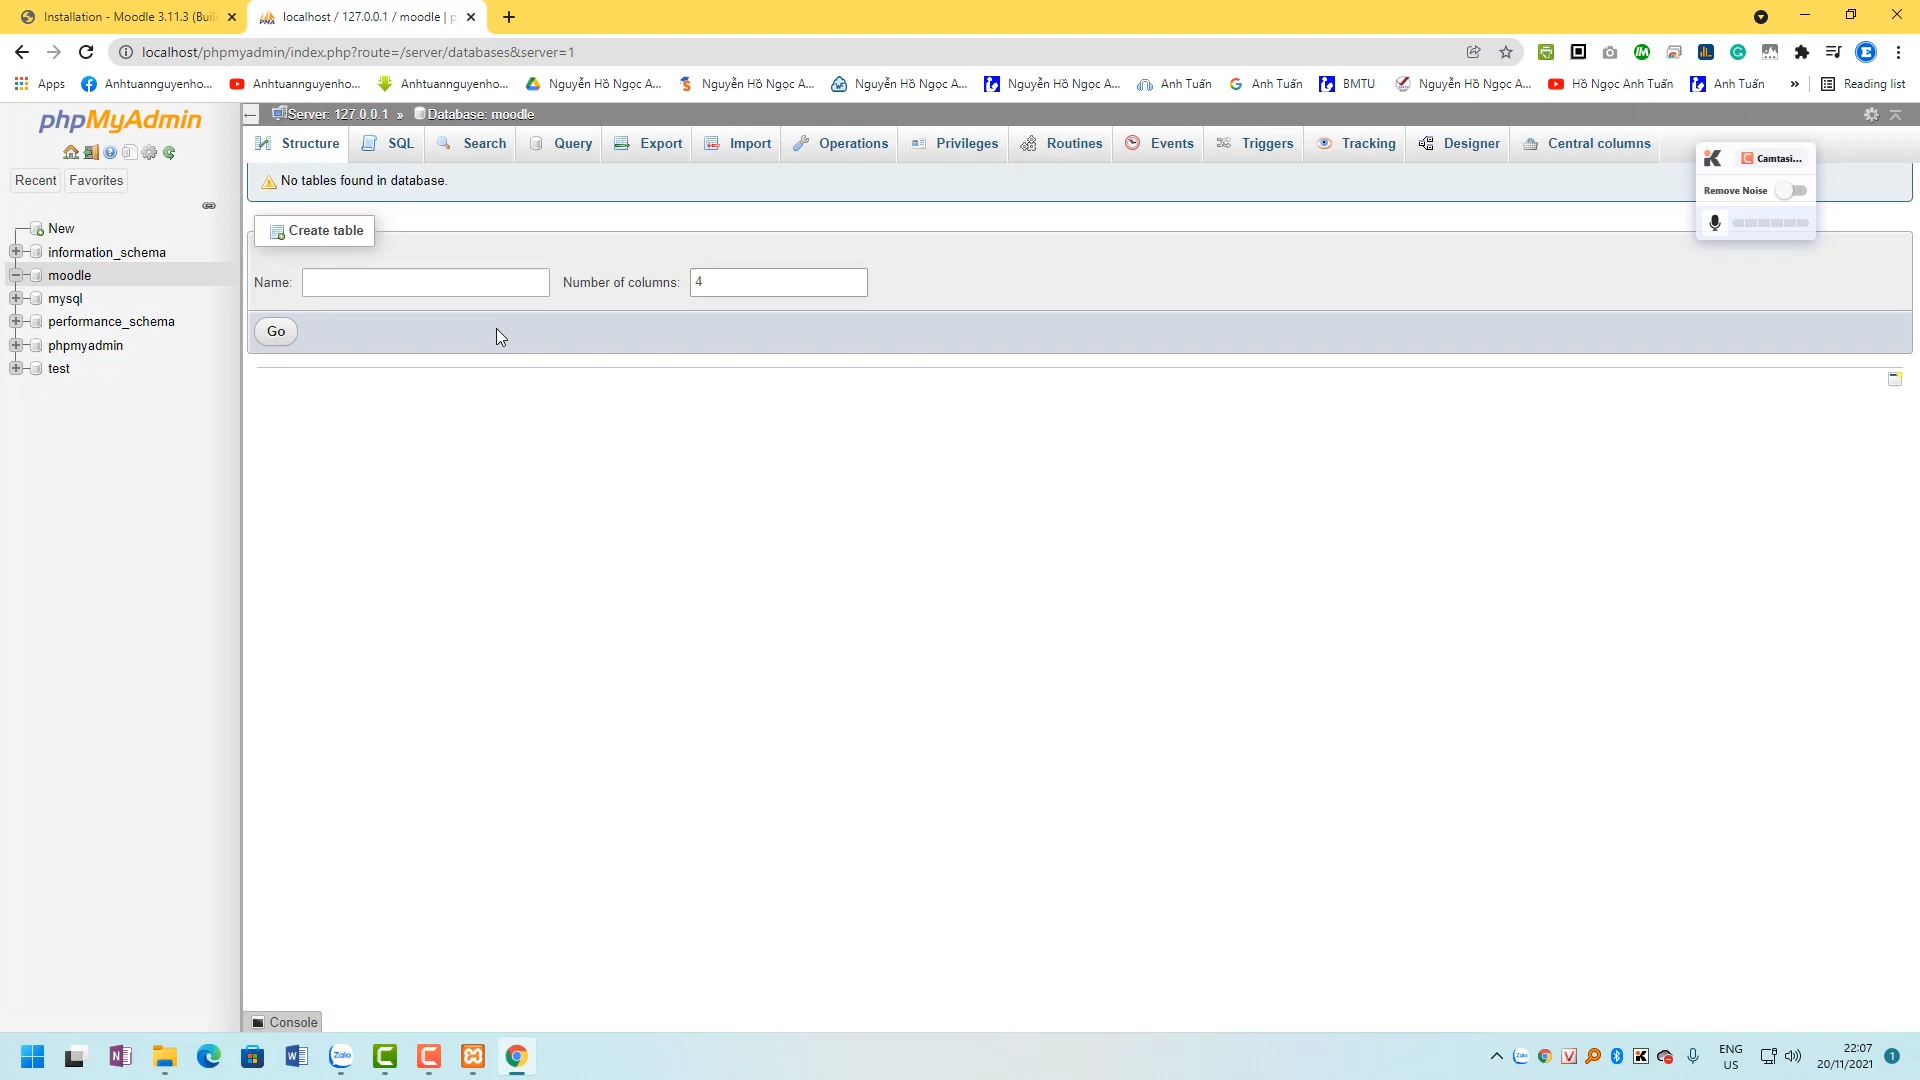 Installation - Moodle 3.11.3 (Buil
localhost / 127.0.0.1 / moodle | p
localhost/phpmyadmin/index.php?route=/server/databases&server=1
Apps
Anhtuannguyenho...
Anhtuannguyenho...
Anhtuannguyenho...
Nguyễn Hồ Ngọc A...
Nguyễn Hồ Ngọc A...
Nguyễn Hồ Ngọc A...
Nguyễn Hồ Ngọc A...
Anh Tuấn
Anh Tuấn
BMTU
Nguyễn Hồ Ngọc A...
Hồ Ngọc Anh Tuấn
Anh Tuấn
»
Reading list
phpMyAdmin
Recent
Favorites
New
information_schema
moodle
mysql
performance_schema
phpmyadmin
test
Server: 127.0.0.1 » Database: moodle
Structure
SQL
Search
Query
Export
Import
Operations
Privileges
Routines
Events
Triggers
Tracking
Designer
Central columns
No tables found in database.
Create table
Name:
Number of columns: 4
Go
Camtasi...
Remove Noise
Console
ENG
US
22:07
20/11/2021
1